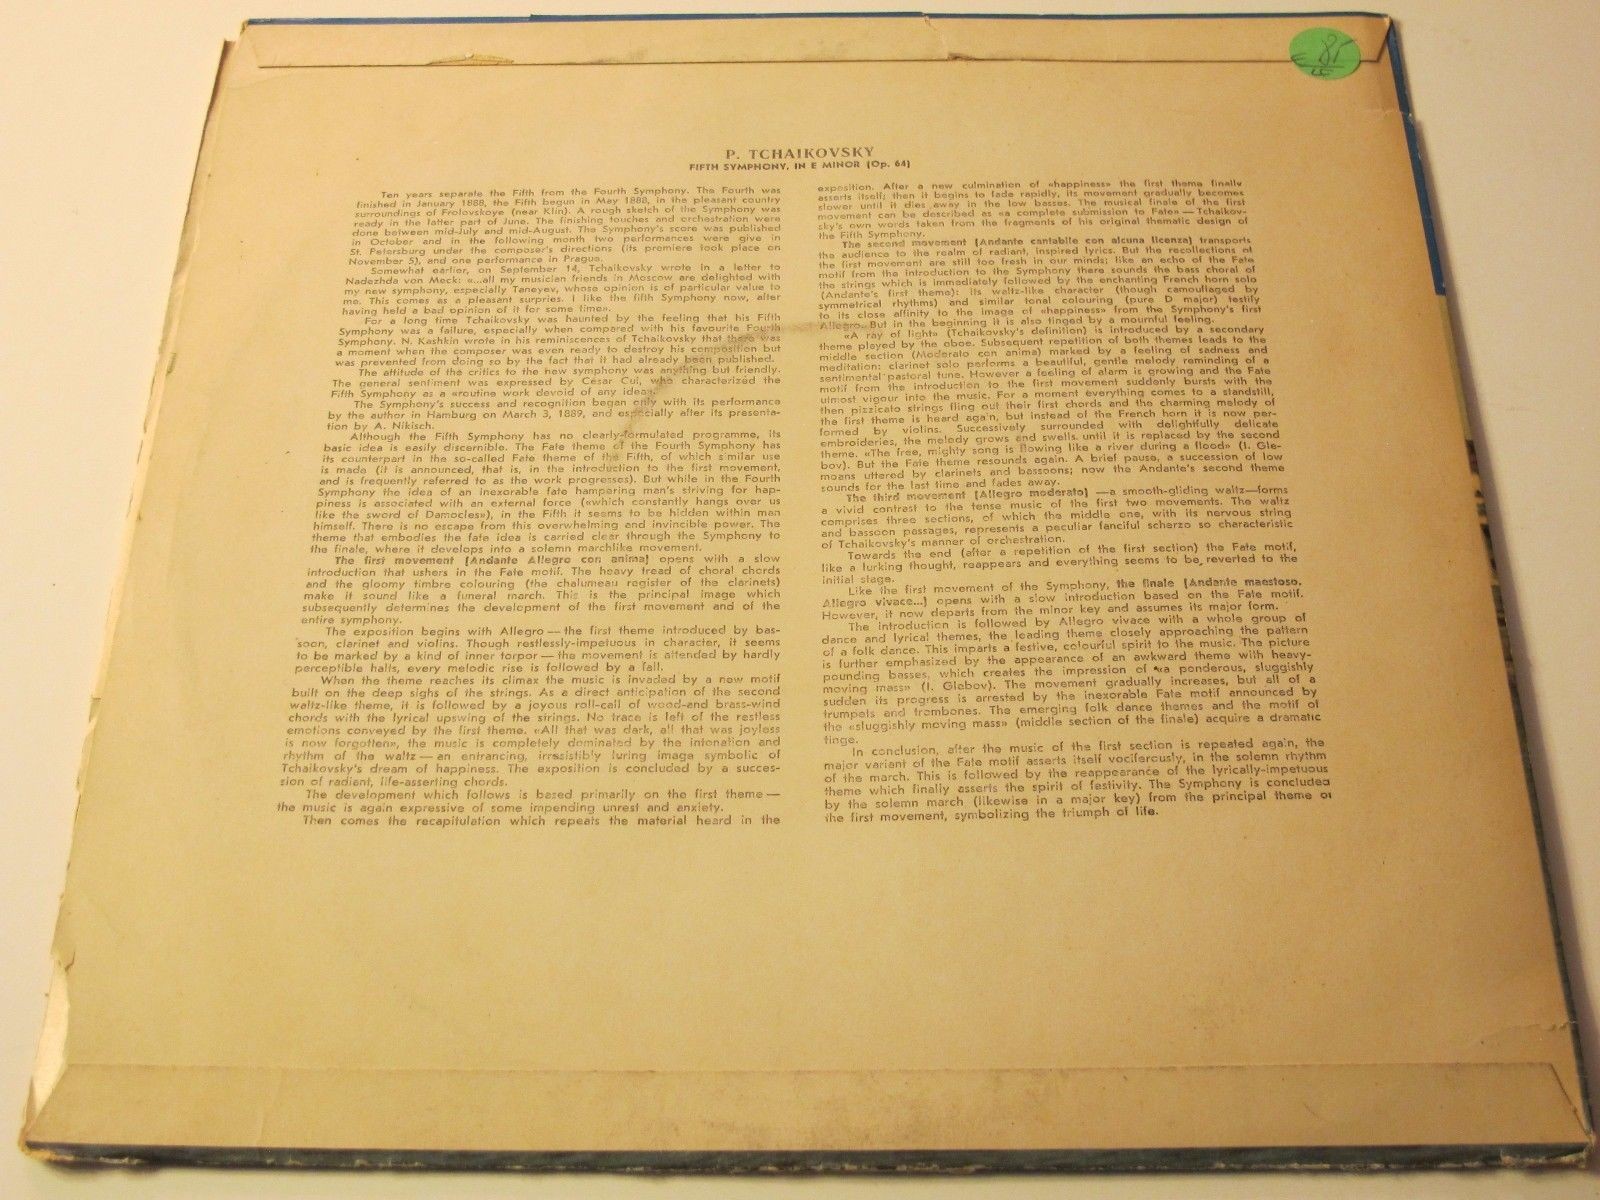 P. TCHAIKOVSKY
FIFTH SYMPHONY, IN E MINOR (Op. 64)
Ten years separate the Fifth from the Fourth Symphony. The Fourth was
finished in January 1888, the Fifth begun in May 1888, in the pleasant country
surroundings of Frolovskoye (near Klin). A rough sketch of the Symphony was
ready in the latter part of June. The finishing touches and orchestration were
done between mid-July and mid-August. The Symphony's score was published
in October and in the following month two performances were give in
St. Petersburg under the composer's directions (its premiere took place on
November 5), and one performance in Prague.
Somewhat earlier, on September 14, Tchaikovsky wrote in a letter to
Nadezhda von Meck: «...all my musician friends in Moscow are delighted with
my new symphony, especially Taneyev, whose opinion is of particular value to
me. This comes as a pleasant surpries. I like the fifth Symphony now, after
having held a bad opinion of it for some time».
For a long time Tchaikovsky was haunted by the feeling that his Fifth
Symphony was a failure, especially when compared with his favourite Fourth
Symphony. N. Kashkin wrote in his reminiscences of Tchaikovsky that there was
a moment when the composer was even ready to destroy his composition but
was prevented from doing so by the fact that it had already been published.
The attitude of the critics to the new symphony was anything but friendly.
The general sentiment was expressed by César Cui, who characterized the
Fifth Symphony as a «routine work devoid of any idea».
The Symphony's success and recognition began only with its performance
by the author in Hamburg on March 3, 1889, and especially after its presenta-
tion by A. Nikisch.
Although the Fifth Symphony has no clearly-formulated programme, its
basic idea is easily discernible. The Fate theme of the Fourth Symphony has
its counterpart in the so-called Fate theme of the Fifth, of which similar use
is made (it is announced, that is, in the introduction to the first movement,
and is frequently referred to as the work progresses). But while in the Fourth
Symphony the idea of an inexorable fate hampering man's striving for hap-
piness is associated with an external force («which constantly hangs over us
like the sword of Damocles»), in the Fifth it seems to be hidden within man
himself. There is no escape from this overwhelming and invincible power. The
theme that embodies the fate idea is carried clear through the Symphony to
the finale, where it develops into a solemn marchlike movement.
The first movement [Andante Allegro con anima] opens with a slow
introduction that ushers in the Fate motif. The heavy tread of choral chords
and the gloomy timbre colouring (the chalumeau register of the clarinets)
make it sound like a funeral march. This is the principal image which
subsequently determines the development of the first movement and of the
entire symphony.
The exposition begins with Allegro — the first theme introduced by bas-
soon, clarinet and violins. Though restlessly-impetuous in character, it seems
to be marked by a kind of inner torpor — the movement is attended by hardly
perceptible halts, every melodic rise is followed by a fall.
When the theme reaches its climax the music is invaded by a new motif
built on the deep sighs of the strings. As a direct anticipation of the second
waltz-like theme, it is followed by a joyous roll-call of wood-and brass-wind
chords with the lyrical upswing of the strings. No trace is left of the restless
emotions conveyed by the first theme. «All that was dark, all that was joyless
is now forgotten», the music is completely dominated by the intonation and
rhythm of the waltz — an entrancing, irresistibly luring image symbolic of
Tchaikovsky's dream of happiness. The exposition is concluded by a succes-
sion of radiant, life-asserting chords.
The development which follows is based primarily on the first theme —
the music is again expressive of some impending unrest and anxiety.
Then comes the recapitulation which repeats the material heard in the
exposition. After a new culmination of «happiness» the first theme finally
asserts itself; then it begins to fade rapidly, its movement gradually becomes
slower until it dies away in the low basses. The musical finale of the first
movement can be described as «a complete submission to Fate» — Tchaikov-
sky's own words taken from the fragments of his original thematic design of
the Fifth Symphony.
The second movement [Andante cantabile con alcuna licenza] transports
the audience to the realm of radiant, inspired lyrics. But the recollections of
the first movement are still too fresh in our minds; like an echo of the Fate
motif from the introduction to the Symphony there sounds the bass choral of
the strings which is immediately followed by the enchanting French horn solo
(Andante's first theme): its waltz-like character (though camouflaged by
symmetrical rhythms) and similar tonal colouring (pure D major) testify
to its close affinity to the image of «happiness» from the Symphony's first
Allegro. But in the beginning it is also tinged by a mournful feeling.
«A ray of light» (Tchaikovsky's definition) is introduced by a secondary
theme played by the oboe. Subsequent repetition of both themes leads to the
middle section (Moderato con anima) marked by a feeling of sadness and
meditation: clarinet solo performs a beautiful, gentle melody reminding of a
sentimental pastoral tune. However a feeling of alarm is growing and the Fate
motif from the introduction to the first movement suddenly bursts with the
utmost vigour into the music. For a moment everything comes to a standstill,
then pizzicato strings fling out their first chords and the charming melody of
the first theme is heard again, but instead of the French horn it is now per-
formed by violins. Successively surrounded with delightfully delicate
embroideries, the melody grows and swells until it is replaced by the second
theme. «The free, mighty song is flowing like a river during a flood» (I. Gle-
bov). But the Fate theme resounds again. A brief pause, a succession of low
moans uttered by clarinets and bassoons; now the Andante's second theme
sounds for the last time and fades away.
The third movement [Allegro moderato] —a smooth-gliding waltz—forms
a vivid contrast to the tense music of the first two movements. The waltz
comprises three sections, of which the middle one, with its nervous string
and bassoon passages, represents a peculiar fanciful scherzo so characteristic
of Tchaikovsky's manner of orchestration.
Towards the end (after a repetition of the first section) the Fate motif,
like a lurking thought, reappears and everything seems to be reverted to the
initial stage.
Like the first movement of the Symphony, the finale [Andante maestoso.
Allegro vivace...] opens with a slow introduction based on the Fate motif.
However, it now departs from the minor key and assumes its major form.
The introduction is followed by Allegro vivace with a whole group of
dance and lyrical themes, the leading theme closely approaching the pattern
of a folk dance. This imparts a festive, colourful spirit to the music. The picture
is further emphasized by the appearance of an awkward theme with heavy-
pounding basses, which creates the impression of «a ponderous, sluggishly
moving mass» (I. Glebov). The movement gradually increases, but all of a
sudden its progress is arrested by the inexorable Fate motif announced by
trumpets and trombones. The emerging folk dance themes and the motif of
the «sluggishly moving mass» (middle section of the finale) acquire a dramatic
tinge.
In conclusion, after the music of the first section is repeated again, the
major variant of the Fate motif asserts itself vociferously, in the solemn rhythm
of the march. This is followed by the reappearance of the lyrically-impetuous
theme which finally asserts the spirit of festivity. The Symphony is concluded
by the solemn march (likewise in a major key) from the principal theme of
the first movement, symbolizing the triumph of life.